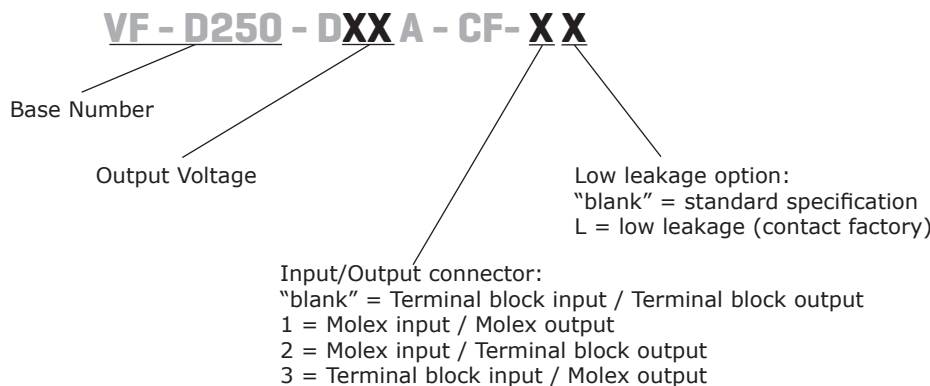 VF - D250 - DXXA - CF- X X
Base Number
Output Voltage
Low leakage option:
“blank” = standard specification
L = low leakage (contact factory)
Input/Output connector:
“blank” = Terminal block input / Terminal block output
1 = Molex input / Molex output
2 = Molex input / Terminal block output
3 = Terminal block input / Molex output